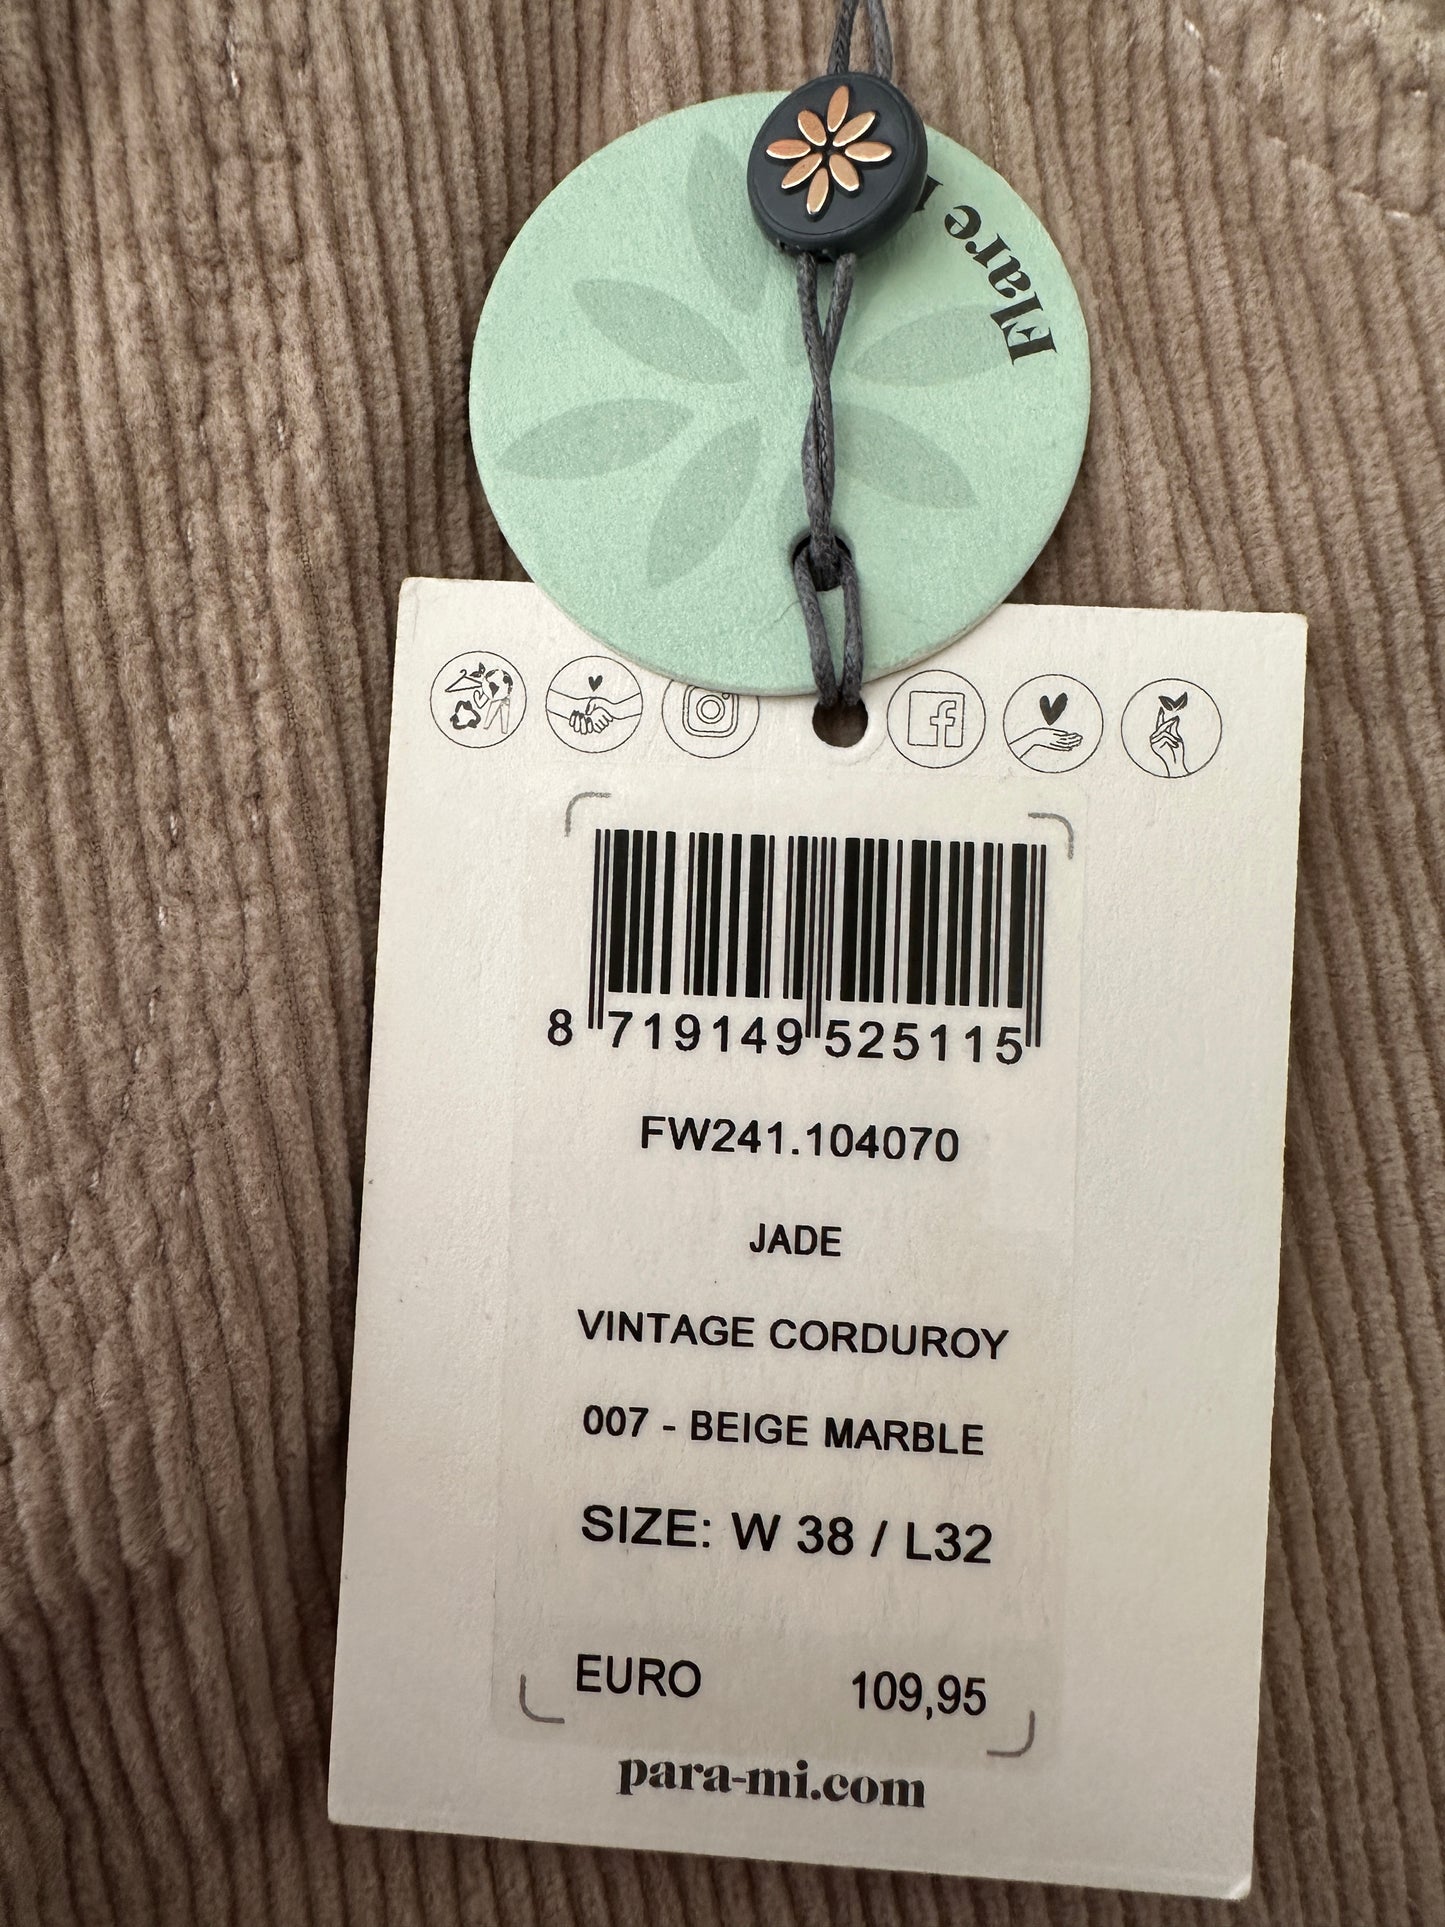 Flare
8 719149 525115
FW241.104070
JADE
VINTAGE CORDUROY
007 - BEIGE MARBLE
SIZE: W 38 / L32
EURO 109,95
para-mi.com